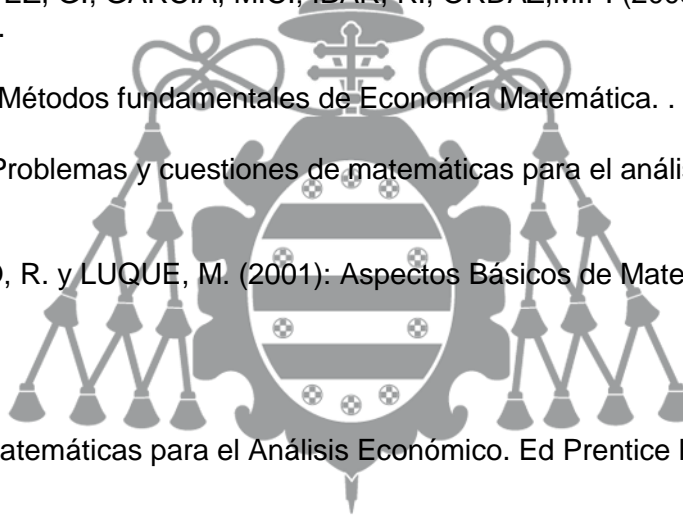 .
Métodos fundamentales de Economía Matemática. .
Problemas y cuestiones de matemáticas para el anális
, R. y LUQUE, M. (2001): Aspectos Básicos de Mate
atemáticas para el Análisis Económico. Ed Prentice